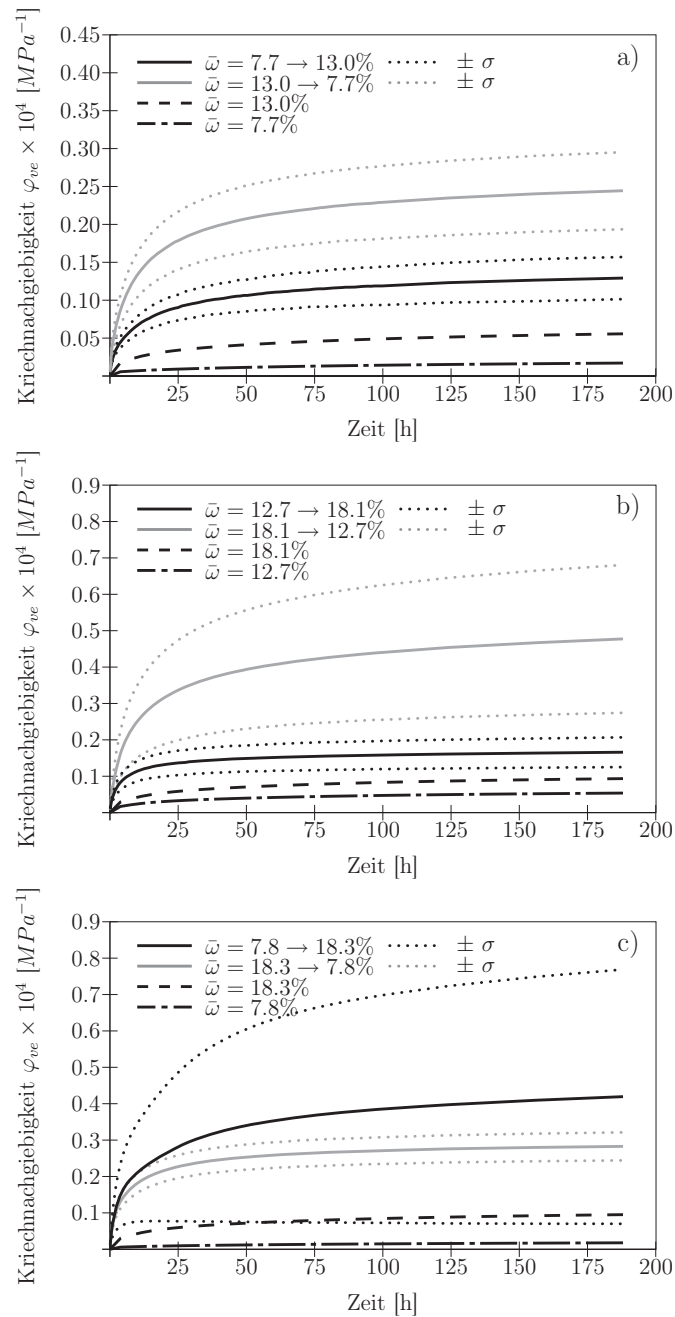 Kriechnachgiebigkeit φ_ve × 10^4 [MPa^−1]
0.45
0.40
0.35
0.30
0.25
0.20
0.15
0.10
0.05
ω̄ = 7.7 → 13.0% ± σ
ω̄ = 13.0 → 7.7% ± σ
ω̄ = 13.0%
ω̄ = 7.7%
a)
25 50 75 100 125 150 175 200
Zeit [h]
Kriechnachgiebigkeit φ_ve × 10^4 [MPa^−1]
0.9
0.8
0.7
0.6
0.5
0.4
0.3
0.2
0.1
ω̄ = 12.7 → 18.1% ± σ
ω̄ = 18.1 → 12.7% ± σ
ω̄ = 18.1%
ω̄ = 12.7%
b)
25 50 75 100 125 150 175 200
Zeit [h]
Kriechnachgiebigkeit φ_ve × 10^4 [MPa^−1]
0.9
0.8
0.7
0.6
0.5
0.4
0.3
0.2
0.1
ω̄ = 7.8 → 18.3% ± σ
ω̄ = 18.3 → 7.8% ± σ
ω̄ = 18.3%
ω̄ = 7.8%
c)
25 50 75 100 125 150 175 200
Zeit [h]